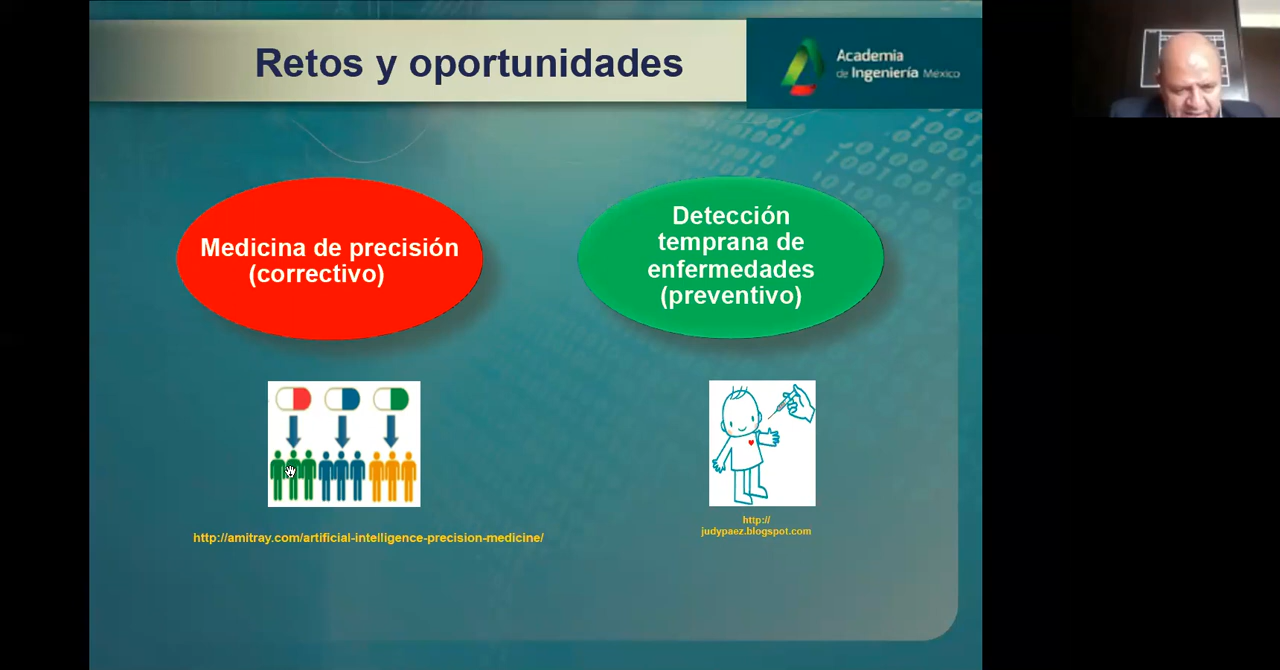 Retos y oportunidades
Academia
de Ingeniería México
Medicina de precisión
(correctivo)
Detección
temprana de
enfermedades
(preventivo)
http://amitray.com/artificial-intelligence-precision-medicine/
http://
judypaez.blogspot.com